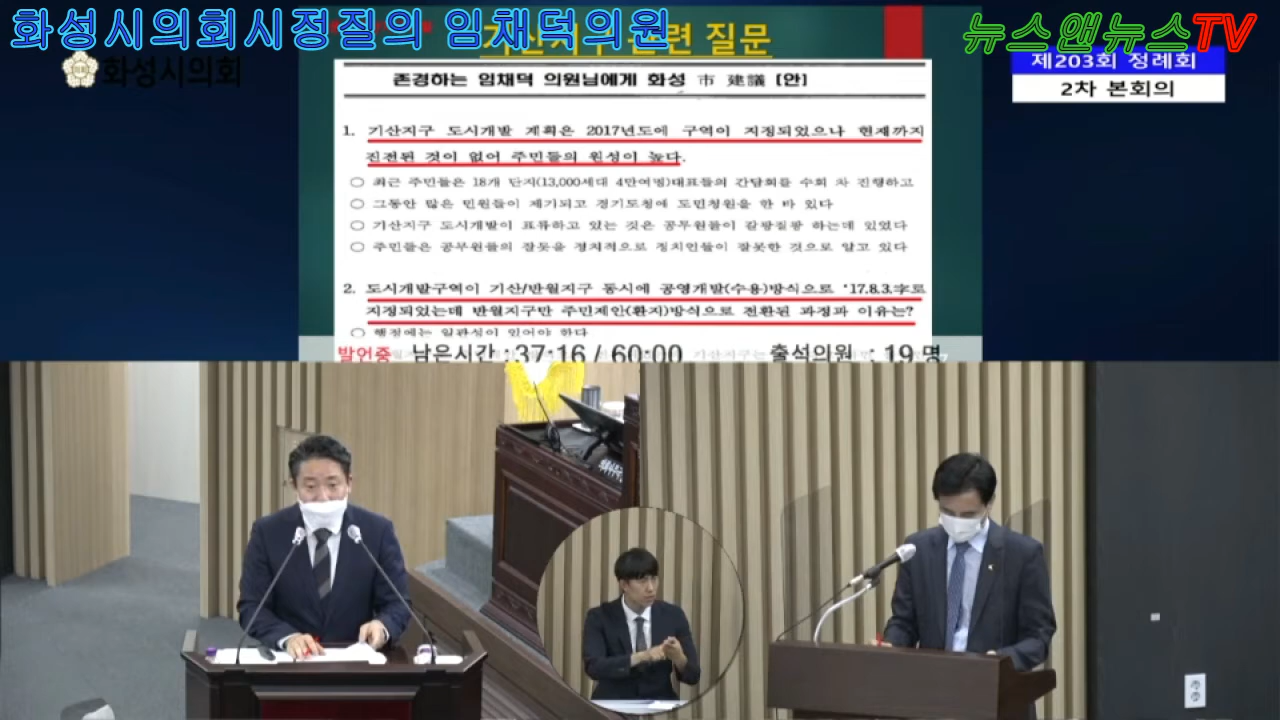 화성시의회시정질의 임채덕의원
뉴스앤뉴스TV
기산지구 관련 질문
화성시의회
제203회 정례회
2차 본회의
존경하는 임채덕 의원님에게 화성 市 建議 [안]
1. 기산지구 도시개발 계획은 2017년도에 구역이 지정되었으나 현재까지
진전된 것이 없어 주민들의 원성이 높다.
○ 최근 주민들은 18개 단지(13,000세대 4만여명)대표들의 간담회를 수회 차 진행하고
○ 그동안 많은 민원들이 제기되고 경기도청에 도민청원을 한 바 있다
○ 기산지구 도시개발이 표류하고 있는 것은 공무원들이 갈팡질팡 하는데 있었다
○ 주민들은 공무원들의 잘못을 정치적으로 정치인들이 잘못한 것으로 알고 있다
2. 도시개발구역이 기산/반월지구 동시에 공영개발(수용)방식으로 '17.8.3.字로
지정되었는데 반월지구만 주민제안(환지)방식으로 전환된 과정과 이유는?
○ 행정에는 일관성이 있어야 한다
발언중 남은시간 : 37:16 / 60:00 출석의원 : 19 명